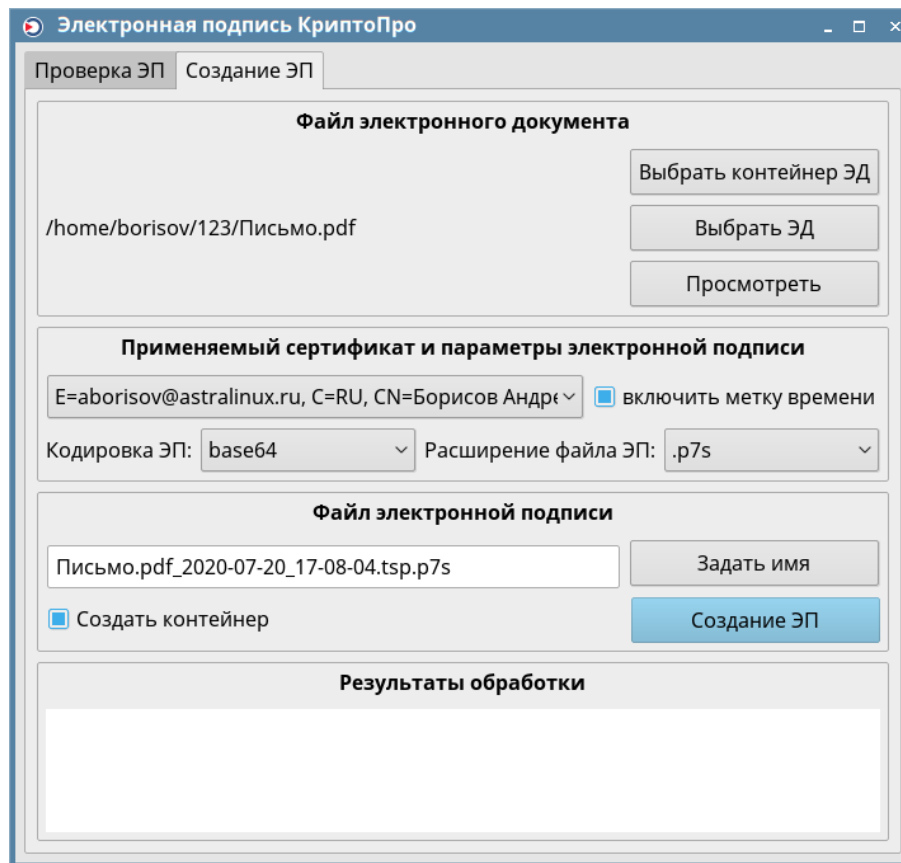 Электронная подпись КриптоПро
Проверка ЭП Создание ЭП
Файл электронного документа
Выбрать контейнер ЭД
/home/borisov/123/Письмо.pdf Выбрать ЭД
Просмотреть
Применяемый сертификат и параметры электронной подписи
E=aborisov@astralinux.ru, C=RU, CN=Борисов Андре включить метку времени
Кодировка ЭП: base64 Расширение файла ЭП: .p7s
Файл электронной подписи
Письмо.pdf_2020-07-20_17-08-04.tsp.p7s Задать имя
Создать контейнер Создание ЭП
Результаты обработки